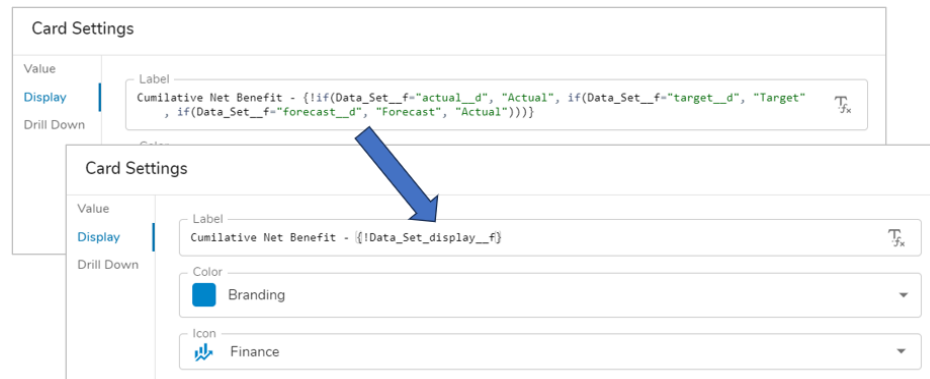 Card Settings
Value
Display
Drill Down
Label
Cumilative Net Benefit - {!if(Data_Set__f="actual__d", "Actual", if(Data_Set__f="target__d", "Target"
, if(Data_Set__f="forecast__d", "Forecast", "Actual")))}
Card Settings
Value
Display
Drill Down
Label
Cumilative Net Benefit - {!Data_Set_display__f}
Color
Branding
Icon
Finance